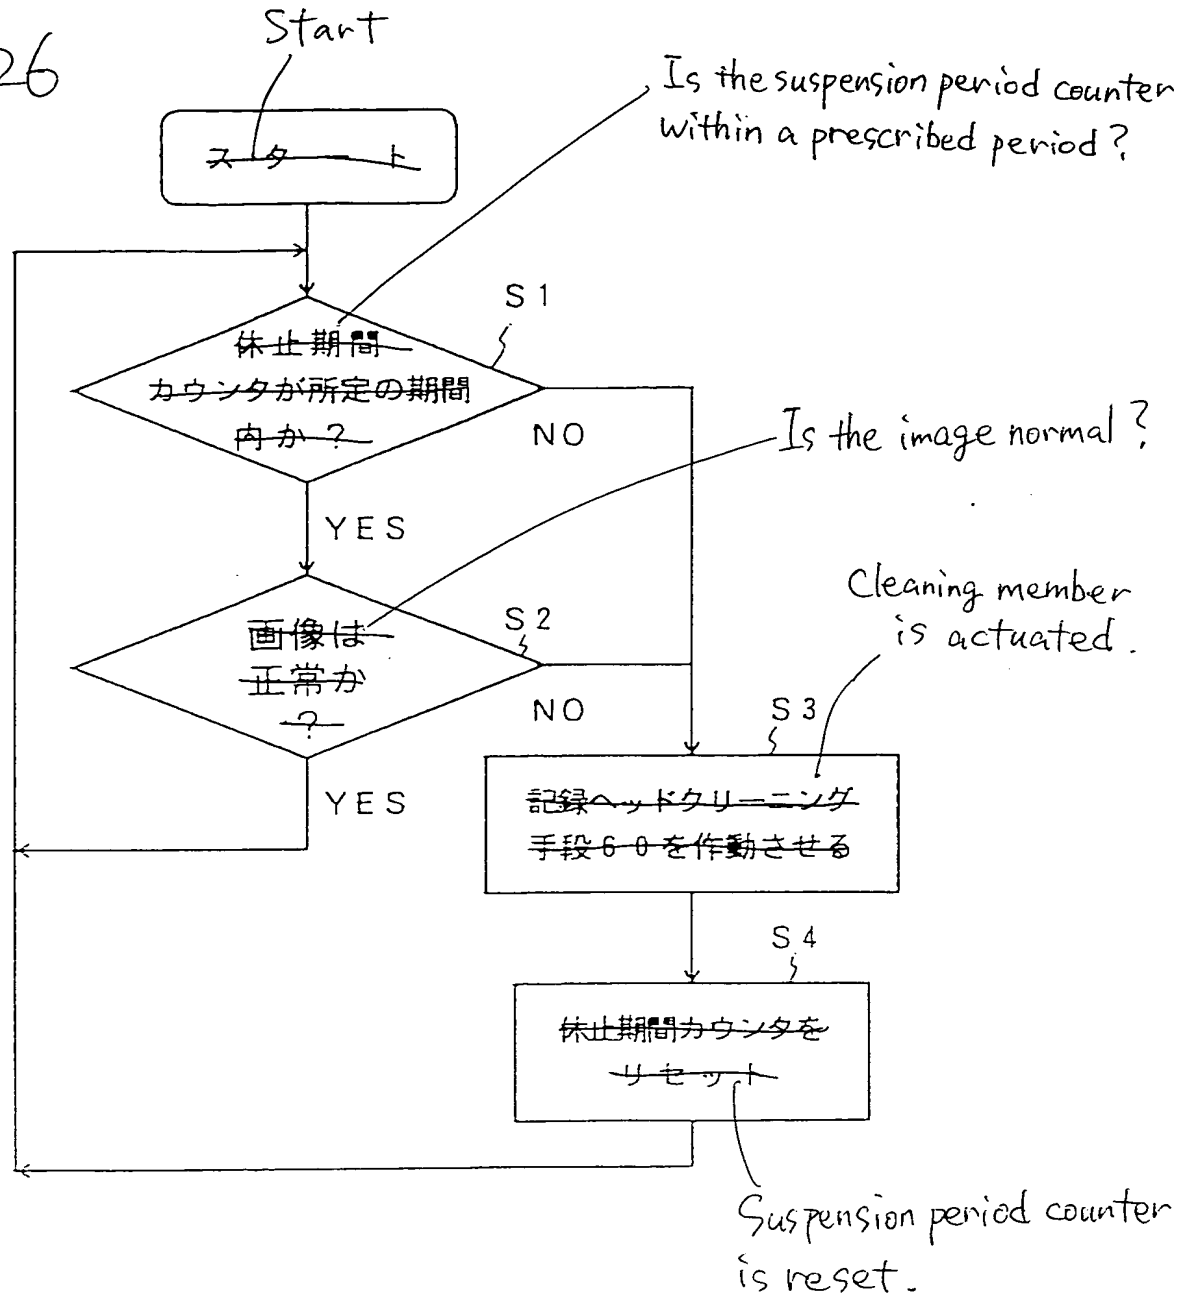 26
Start
スタート
Is the suspension period counter
within a prescribed period?
S1
休止期間
カウンタが所定の期間
内か?
NO
YES
Is the image normal?
S2
画像は
正常か
?
NO
YES
Cleaning member
is actuated.
S3
記録ヘッドクリーニング
手段60を作動させる
S4
休止期間カウンタを
リセット
Suspension period counter
is reset.